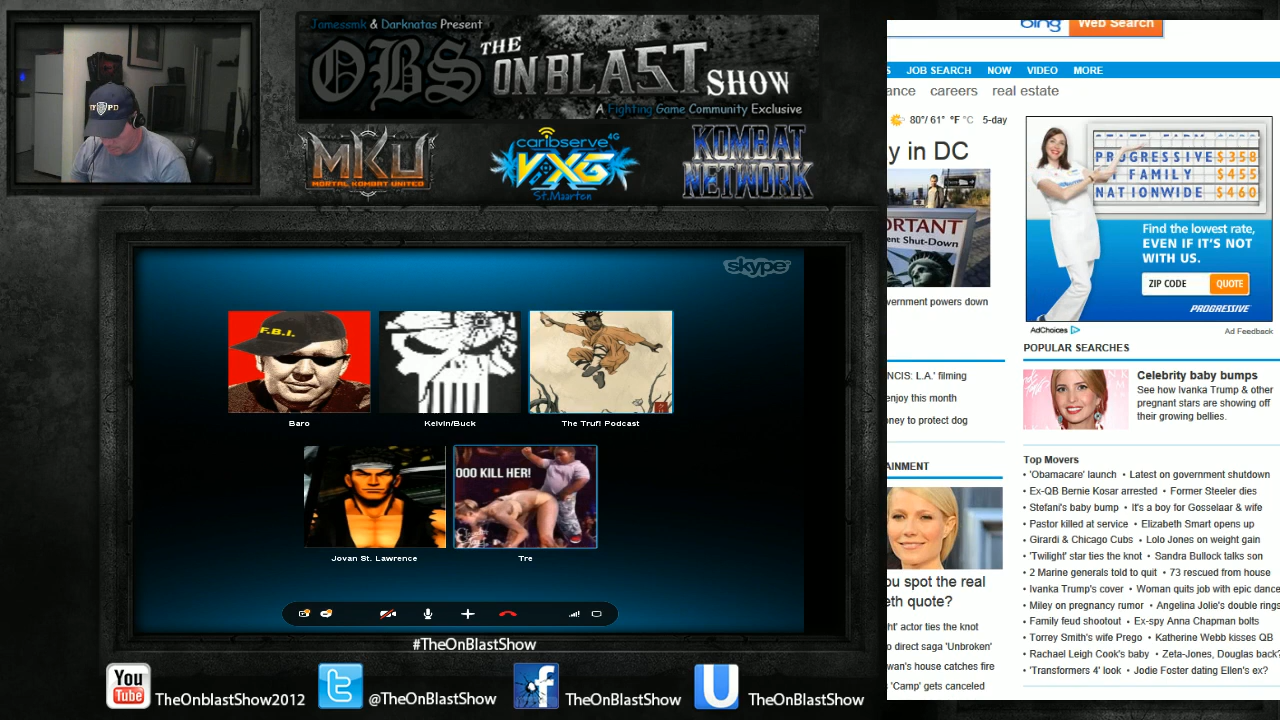 Jamessmk & Darknatas Present
OBS THE ON BLAST SHOW
A Fighting Game Community Exclusive
MKU
MORTAL KOMBAT UNITED
caribserve 4G
VXG
St.Maarten
KOMBAT
NETWORK
NYPD
skype
F.B.I.
Baro
Kelvin/Buck
The Truf! Podcast
OOO KILL HER!
Jovan St. Lawrence
Tre
#TheOnBlastShow
You
Tube
TheOnblastShow2012
@TheOnBlastShow
TheOnBlastShow
TheOnBlastShow
bing
Web Search
S JOB SEARCH NOW VIDEO MORE
ance careers real estate
80°/ 61° °F °C 5-day
y in DC
ORTANT
ent Shut-Down
vernment powers down
NCIS: L.A.' filming
enjoy this month
oney to protect dog
AINMENT
ou spot the real
eth quote?
ht' actor ties the knot
o direct saga 'Unbroken'
wan's house catches fire
'Camp' gets canceled
PROGRESSIVE $358
FAMILY $455
NATIONWIDE $460
Find the lowest rate,
EVEN IF IT'S NOT
WITH US.
ZIP CODE QUOTE
PROGRESSIVE
AdChoices
Ad Feedback
POPULAR SEARCHES
Celebrity baby bumps
See how Ivanka Trump & other
pregnant stars are showing off
their growing bellies.
Top Movers
• 'Obamacare' launch • Latest on government shutdown
• Ex-QB Bernie Kosar arrested • Former Steeler dies
• Stefani's baby bump • It's a boy for Gosselaar & wife
• Pastor killed at service • Elizabeth Smart opens up
• Girardi & Chicago Cubs • Lolo Jones on weight gain
• 'Twilight' star ties the knot • Sandra Bullock talks son
• 2 Marine generals told to quit • 73 rescued from house
• Ivanka Trump's cover • Woman quits job with epic dance
• Miley on pregnancy rumor • Angelina Jolie's double rings
• Family feud shootout • Ex-spy Anna Chapman bolts
• Torrey Smith's wife Prego • Katherine Webb kisses QB
• Rachael Leigh Cook's baby • Zeta-Jones, Douglas back?
• 'Transformers 4' look • Jodie Foster dating Ellen's ex?